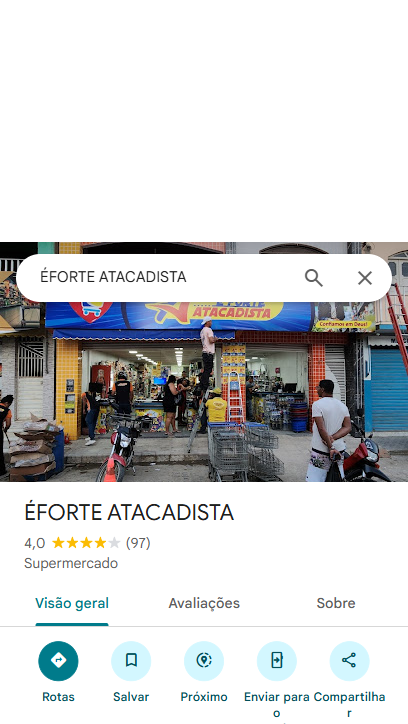 ÉFORTE ATACADISTA
É FORTE
ATACADISTA
Confiamos em Deus!
ÉFORTE ATACADISTA
4,0 (97)
Supermercado
Visão geral Avaliações Sobre
Rotas Salvar Próximo Enviar para o Compartilhar